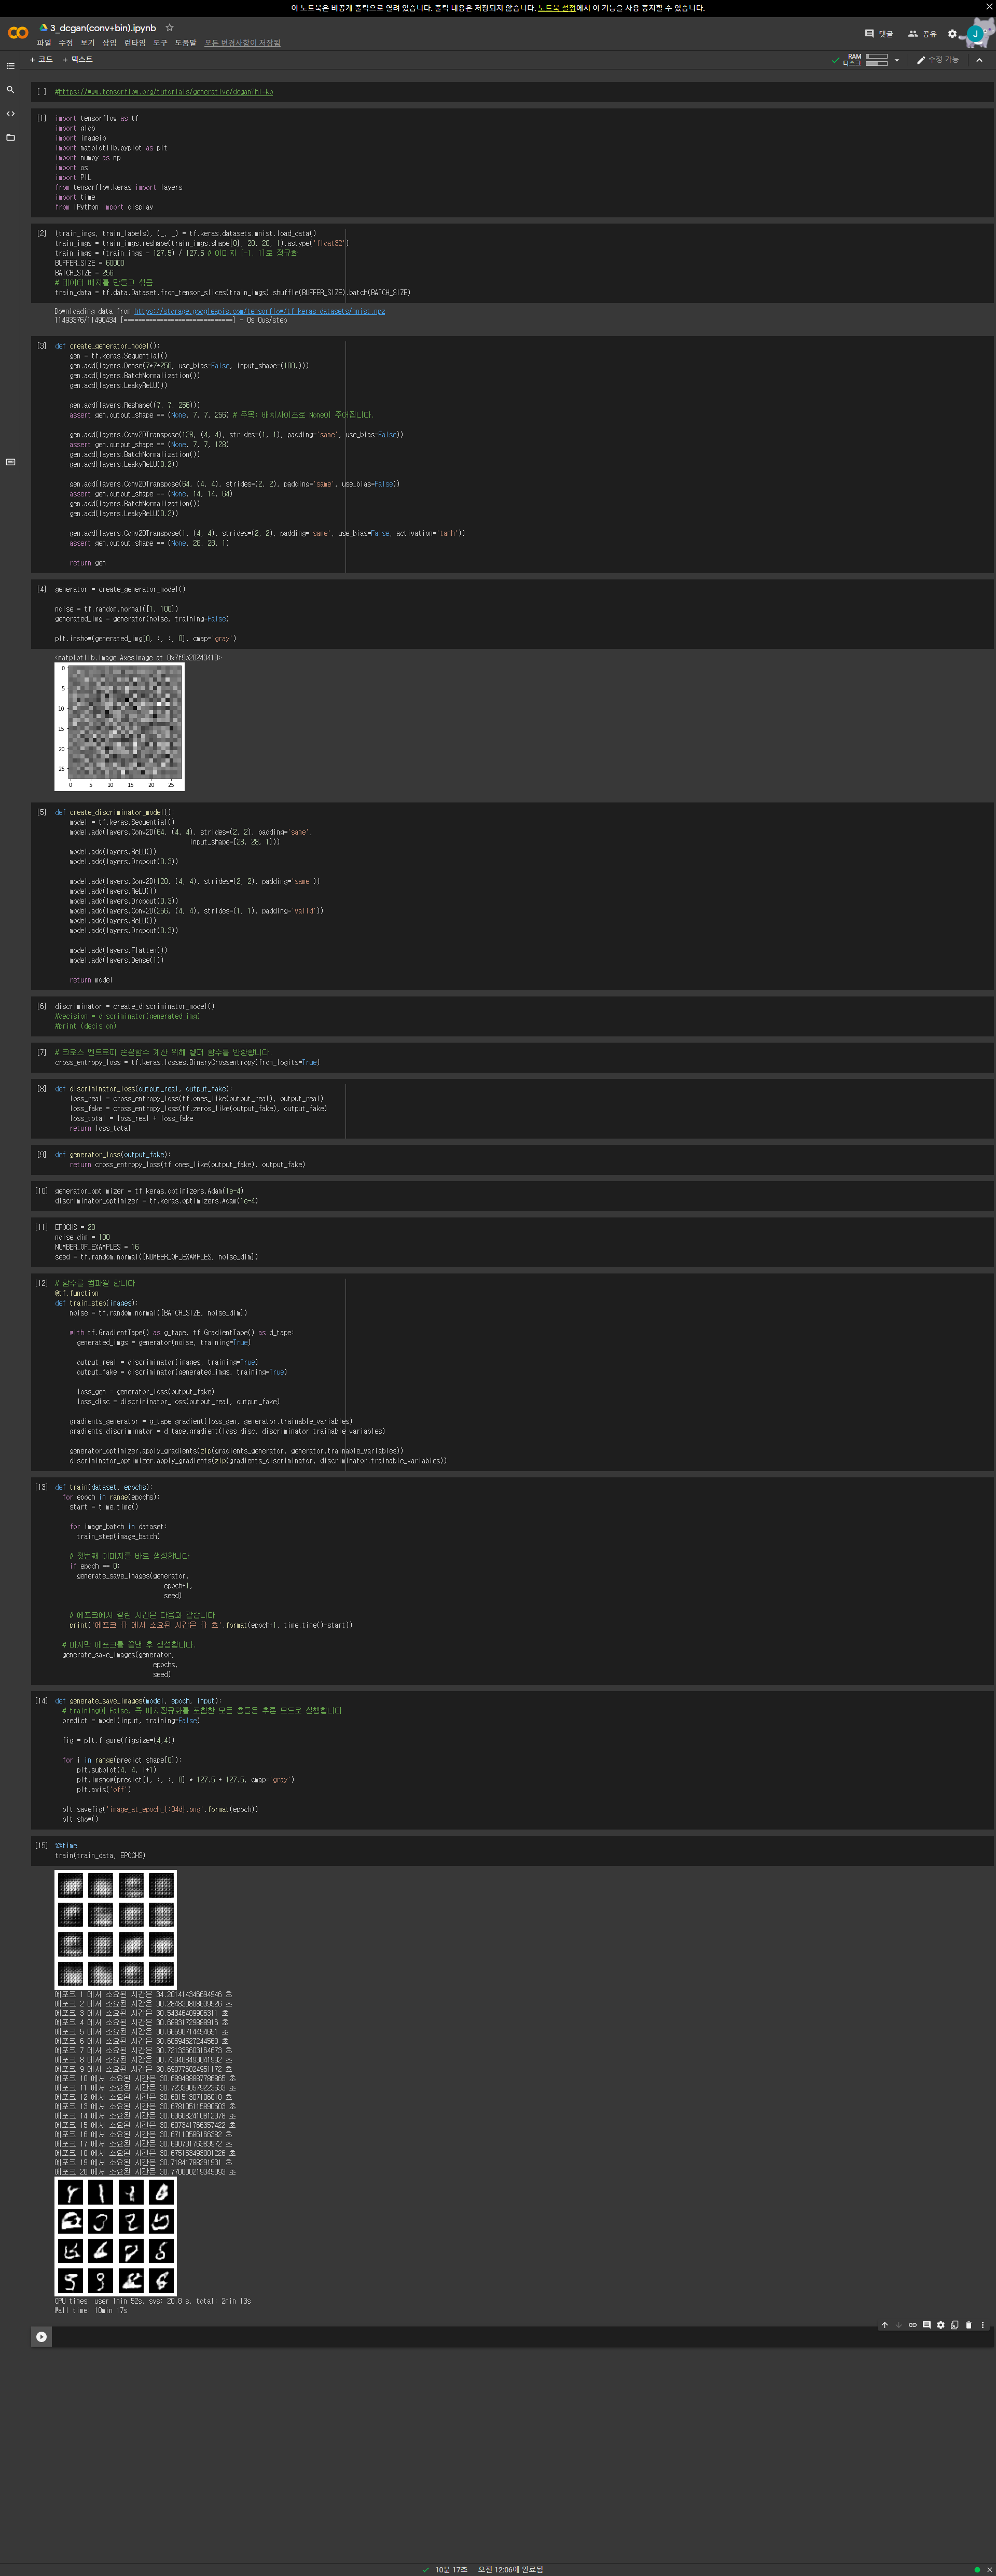 이 노트북은 비공개 출력으로 열려 있습니다. 출력 내용은 저장되지 않습니다. 노트북 설정에서 이 기능을 사용 중지할 수 있습니다.
3_dcgan(conv+bin).ipynb
파일 수정 보기 삽입 런타임 도구 도움말 모든 변경사항이 저장됨
댓글 공유 J
+ 코드 + 텍스트
RAM
디스크
수정 가능
[ ] #https://www.tensorflow.org/tutorials/generative/dcgan?hl=ko
[1] import tensorflow as tf
import glob
import imageio
import matplotlib.pyplot as plt
import numpy as np
import os
import PIL
from tensorflow.keras import layers
import time
from IPython import display
[2] (train_imgs, train_labels), (_, _) = tf.keras.datasets.mnist.load_data()
train_imgs = train_imgs.reshape(train_imgs.shape[0], 28, 28, 1).astype('float32')
train_imgs = (train_imgs - 127.5) / 127.5 # 이미지 [-1, 1]로 정규화
BUFFER_SIZE = 60000
BATCH_SIZE = 256
# 데이터 배치를 만들고 섞음
train_data = tf.data.Dataset.from_tensor_slices(train_imgs).shuffle(BUFFER_SIZE).batch(BATCH_SIZE)
Downloading data from https://storage.googleapis.com/tensorflow/tf-keras-datasets/mnist.npz
11493376/11490434 [==============================] - 0s 0us/step
[3] def create_generator_model():
gen = tf.keras.Sequential()
gen.add(layers.Dense(7*7*256, use_bias=False, input_shape=(100,)))
gen.add(layers.BatchNormalization())
gen.add(layers.LeakyReLU())
gen.add(layers.Reshape((7, 7, 256)))
assert gen.output_shape == (None, 7, 7, 256) # 주목: 배치사이즈로 None이 주어집니다.
gen.add(layers.Conv2DTranspose(128, (4, 4), strides=(1, 1), padding='same', use_bias=False))
assert gen.output_shape == (None, 7, 7, 128)
gen.add(layers.BatchNormalization())
gen.add(layers.LeakyReLU(0.2))
gen.add(layers.Conv2DTranspose(64, (4, 4), strides=(2, 2), padding='same', use_bias=False))
assert gen.output_shape == (None, 14, 14, 64)
gen.add(layers.BatchNormalization())
gen.add(layers.LeakyReLU(0.2))
gen.add(layers.Conv2DTranspose(1, (4, 4), strides=(2, 2), padding='same', use_bias=False, activation='tanh'))
assert gen.output_shape == (None, 28, 28, 1)
return gen
[4] generator = create_generator_model()
noise = tf.random.normal([1, 100])
generated_img = generator(noise, training=False)
plt.imshow(generated_img[0, :, :, 0], cmap='gray')
<matplotlib.image.AxesImage at 0x7f9b20243410>
0
5
10
15
20
25
0 5 10 15 20 25
[5] def create_discriminator_model():
model = tf.keras.Sequential()
model.add(layers.Conv2D(64, (4, 4), strides=(2, 2), padding='same',
input_shape=[28, 28, 1]))
model.add(layers.ReLU())
model.add(layers.Dropout(0.3))
model.add(layers.Conv2D(128, (4, 4), strides=(2, 2), padding='same'))
model.add(layers.ReLU())
model.add(layers.Dropout(0.3))
model.add(layers.Conv2D(256, (4, 4), strides=(1, 1), padding='valid'))
model.add(layers.ReLU())
model.add(layers.Dropout(0.3))
model.add(layers.Flatten())
model.add(layers.Dense(1))
return model
[6] discriminator = create_discriminator_model()
#decision = discriminator(generated_img)
#print (decision)
[7] # 크로스 엔트로피 손실함수 계산 위해 헬퍼 함수를 반환합니다.
cross_entropy_loss = tf.keras.losses.BinaryCrossentropy(from_logits=True)
[8] def discriminator_loss(output_real, output_fake):
loss_real = cross_entropy_loss(tf.ones_like(output_real), output_real)
loss_fake = cross_entropy_loss(tf.zeros_like(output_fake), output_fake)
loss_total = loss_real + loss_fake
return loss_total
[9] def generator_loss(output_fake):
return cross_entropy_loss(tf.ones_like(output_fake), output_fake)
[10] generator_optimizer = tf.keras.optimizers.Adam(1e-4)
discriminator_optimizer = tf.keras.optimizers.Adam(1e-4)
[11] EPOCHS = 20
noise_dim = 100
NUMBER_OF_EXAMPLES = 16
seed = tf.random.normal([NUMBER_OF_EXAMPLES, noise_dim])
[12] # 함수를 컴파일 합니다
@tf.function
def train_step(images):
noise = tf.random.normal([BATCH_SIZE, noise_dim])
with tf.GradientTape() as g_tape, tf.GradientTape() as d_tape:
generated_imgs = generator(noise, training=True)
output_real = discriminator(images, training=True)
output_fake = discriminator(generated_imgs, training=True)
loss_gen = generator_loss(output_fake)
loss_disc = discriminator_loss(output_real, output_fake)
gradients_generator = g_tape.gradient(loss_gen, generator.trainable_variables)
gradients_discriminator = d_tape.gradient(loss_disc, discriminator.trainable_variables)
generator_optimizer.apply_gradients(zip(gradients_generator, generator.trainable_variables))
discriminator_optimizer.apply_gradients(zip(gradients_discriminator, discriminator.trainable_variables))
[13] def train(dataset, epochs):
for epoch in range(epochs):
start = time.time()
for image_batch in dataset:
train_step(image_batch)
# 첫번째 이미지를 바로 생성합니다
if epoch == 0:
generate_save_images(generator,
epoch+1,
seed)
# 에포크에서 걸린 시간은 다음과 같습니다
print('에포크 {} 에서 소요된 시간은 {} 초'.format(epoch+1, time.time()-start))
# 마지막 에포크를 끝낸 후 생성합니다.
generate_save_images(generator,
epochs,
seed)
[14] def generate_save_images(model, epoch, input):
# training이 False, 즉 배치정규화를 포함한 모든 층들은 추론 모드로 실행합니다
predict = model(input, training=False)
fig = plt.figure(figsize=(4,4))
for i in range(predict.shape[0]):
plt.subplot(4, 4, i+1)
plt.imshow(predict[i, :, :, 0] * 127.5 + 127.5, cmap='gray')
plt.axis('off')
plt.savefig('image_at_epoch_{:04d}.png'.format(epoch))
plt.show()
[15] %%time
train(train_data, EPOCHS)
에포크 1 에서 소요된 시간은 34.201414346694946 초
에포크 2 에서 소요된 시간은 30.284830808639526 초
에포크 3 에서 소요된 시간은 30.54346489906311 초
에포크 4 에서 소요된 시간은 30.68831729888916 초
에포크 5 에서 소요된 시간은 30.66590714454651 초
에포크 6 에서 소요된 시간은 30.68594527244568 초
에포크 7 에서 소요된 시간은 30.721336603164673 초
에포크 8 에서 소요된 시간은 30.739408493041992 초
에포크 9 에서 소요된 시간은 30.690776824951172 초
에포크 10 에서 소요된 시간은 30.689488887786865 초
에포크 11 에서 소요된 시간은 30.723390579223633 초
에포크 12 에서 소요된 시간은 30.68151307106018 초
에포크 13 에서 소요된 시간은 30.678105115890503 초
에포크 14 에서 소요된 시간은 30.636082410812378 초
에포크 15 에서 소요된 시간은 30.607341766357422 초
에포크 16 에서 소요된 시간은 30.67110586166382 초
에포크 17 에서 소요된 시간은 30.69073176383972 초
에포크 18 에서 소요된 시간은 30.675153493881226 초
에포크 19 에서 소요된 시간은 30.71841788291931 초
에포크 20 에서 소요된 시간은 30.770000219345093 초
CPU times: user 1min 52s, sys: 20.8 s, total: 2min 13s
Wall time: 10min 17s
10분 17초 오전 12:06에 완료됨